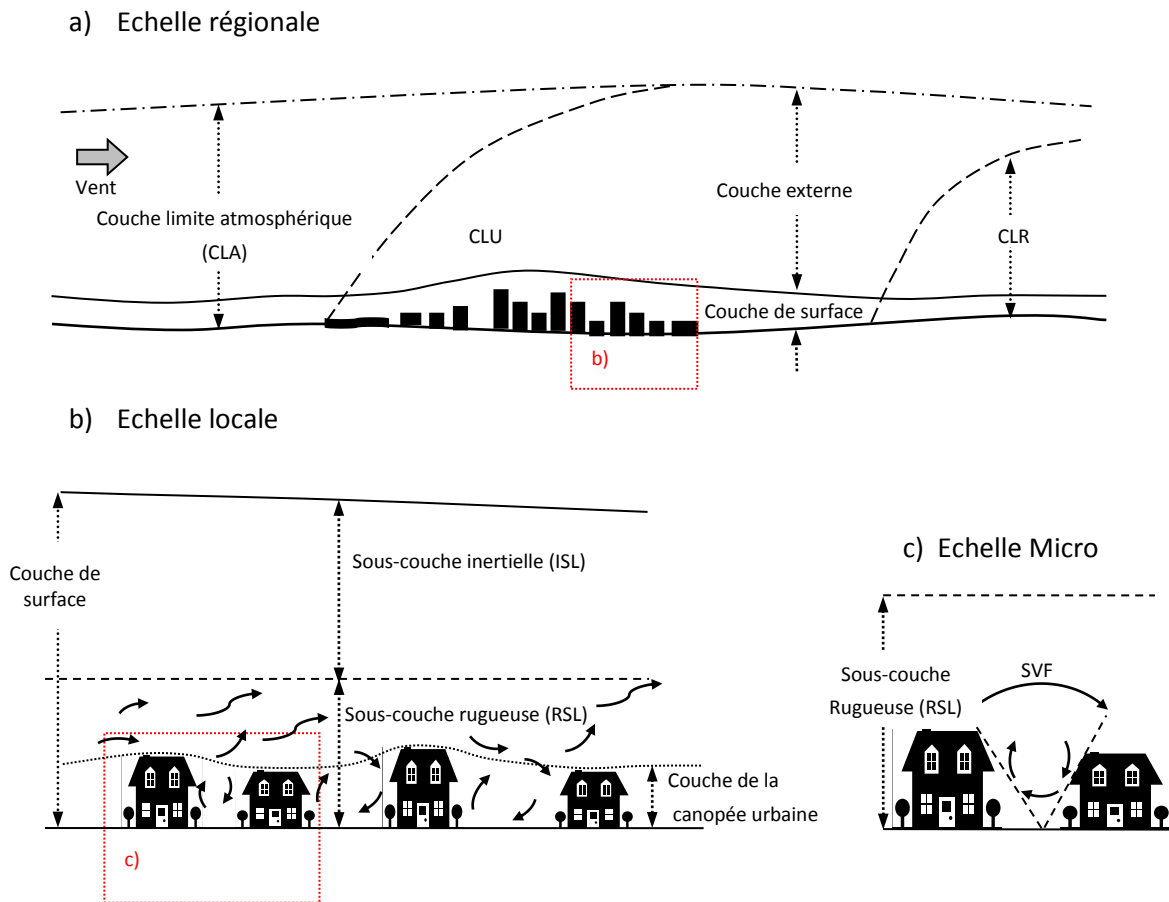 a) Echelle régionale
Vent
Couche limite atmosphérique
(CLA)
CLU
Couche externe
CLR
Couche de surface
b)
b) Echelle locale
Couche de
surface
Sous-couche inertielle (ISL)
Sous-couche rugueuse (RSL)
Couche de la
canopée urbaine
c)
c) Echelle Micro
Sous-couche
Rugueuse (RSL)
SVF